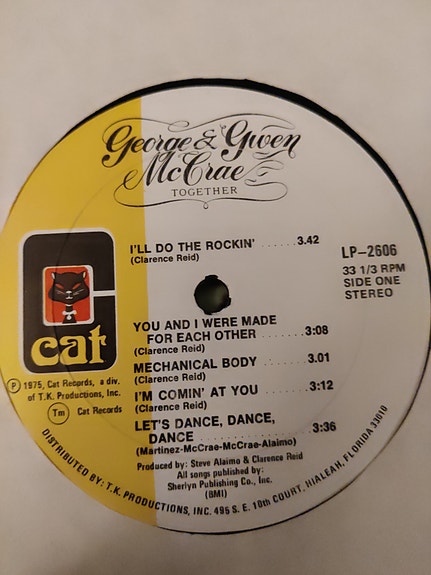 George & Gwen
McCrae
TOGETHER
I'LL DO THE ROCKIN' ...... 3.42
(Clarence Reid)
LP-2606
33 1/3 RPM
SIDE ONE
STEREO
YOU AND I WERE MADE
FOR EACH OTHER ........ 3:08
(Clarence Reid)
MECHANICAL BODY ........ 3.01
(Clarence Reid)
I'M COMIN' AT YOU ........ 3:12
(Clarence Reid)
LET'S DANCE, DANCE,
DANCE ................ 3:36
(Martinez-McCrae-McCrae-Alaimo)
cat
Ⓟ 1975, Cat Records, a div.
of T.K. Productions, Inc.
Tm Cat Records
Produced by: Steve Alaimo & Clarence Reid
All songs published by:
Sherlyn Publishing Co., Inc.
(BMI)
DISTRIBUTED BY: T.K. PRODUCTIONS, INC. 495 S. E. 10th COURT, HIALEAH, FLORIDA 33010